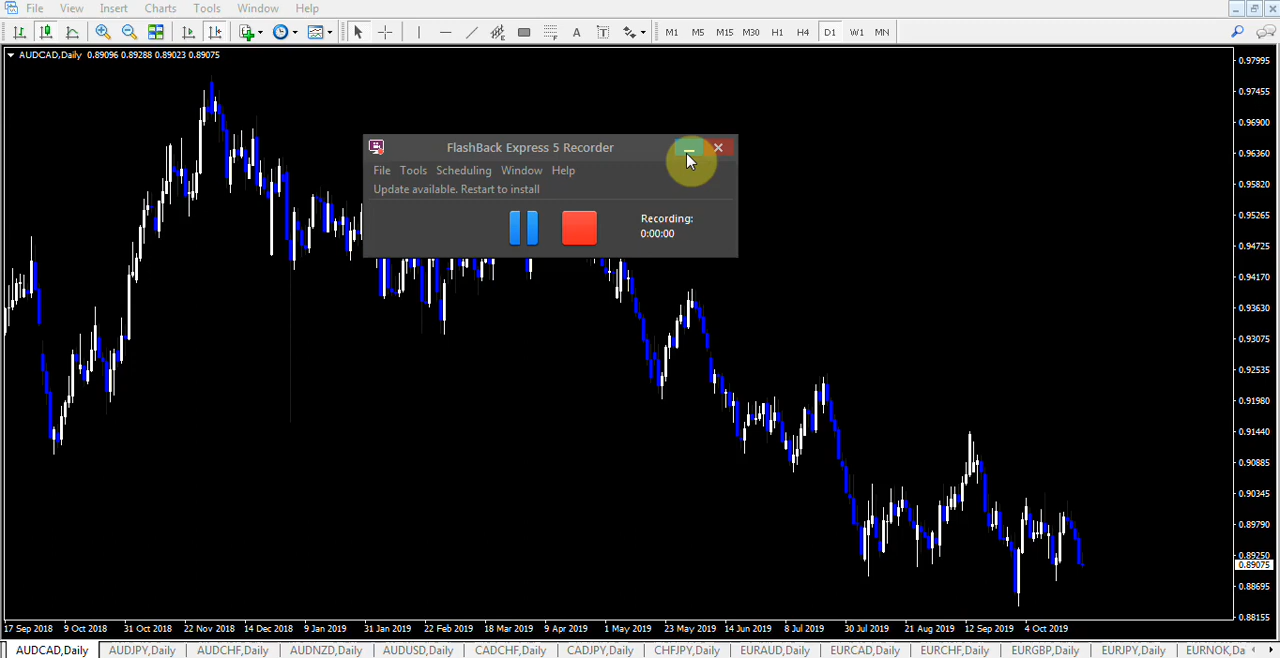 File View Insert Charts Tools Window Help
A T M1 M5 M15 M30 H1 H4 D1 W1 MN
AUDCAD,Daily 0.89096 0.89288 0.89023 0.89075
FlashBack Express 5 Recorder
File Tools Scheduling Window Help
Update available. Restart to install
Recording:
0:00:00
0.97995
0.97455
0.96900
0.96360
0.95820
0.95265
0.94725
0.94170
0.93630
0.93075
0.92535
0.91980
0.91440
0.90885
0.90345
0.89790
0.89250
0.89075
0.88695
0.88155
17 Sep 2018 9 Oct 2018 31 Oct 2018 22 Nov 2018 14 Dec 2018 9 Jan 2019 31 Jan 2019 22 Feb 2019 18 Mar 2019 9 Apr 2019 1 May 2019 23 May 2019 14 Jun 2019 8 Jul 2019 30 Jul 2019 21 Aug 2019 12 Sep 2019 4 Oct 2019
AUDCAD,Daily AUDJPY,Daily AUDCHF,Daily AUDNZD,Daily AUDUSD,Daily CADCHF,Daily CADJPY,Daily CHFJPY,Daily EURAUD,Daily EURCAD,Daily EURCHF,Daily EURGBP,Daily EURJPY,Daily EURNOK,Da